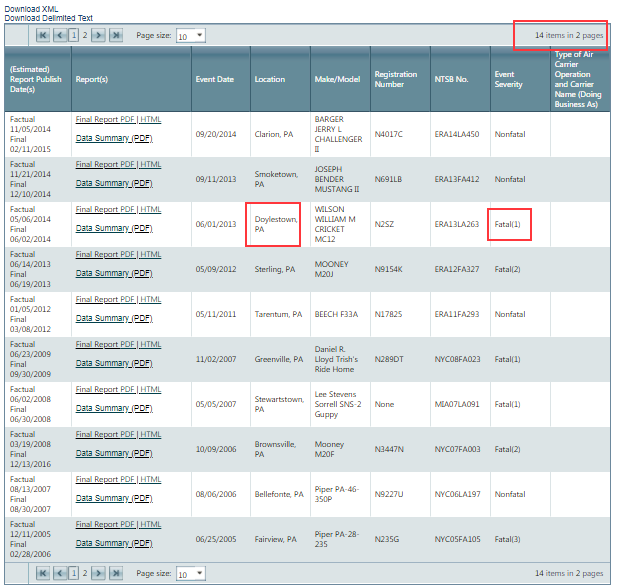 Download XML
Download Delimited Text
1 2 Page size: 10 14 items in 2 pages
(Estimated) Report Publish Date(s) Report(s) Event Date Location Make/Model Registration Number NTSB No. Event Severity Type of Air Carrier Operation and Carrier Name (Doing Business As)
Factual 11/05/2014 Final 02/11/2015 Final Report PDF | HTML Data Summary (PDF) 09/20/2014 Clarion, PA BARGER JERRY L CHALLENGER II N4017C ERA14LA450 Nonfatal
Factual 11/21/2014 Final 12/10/2014 Final Report PDF | HTML Data Summary (PDF) 09/11/2013 Smoketown, PA JOSEPH BENDER MUSTANG II N691LB ERA13FA412 Nonfatal
Factual 05/06/2014 Final 06/02/2014 Final Report PDF | HTML Data Summary (PDF) 06/01/2013 Doylestown, PA WILSON WILLIAM M CRICKET MC12 N2SZ ERA13LA263 Fatal(1)
Factual 06/14/2013 Final 06/19/2013 Final Report PDF | HTML Data Summary (PDF) 05/09/2012 Sterling, PA MOONEY M20J N9154K ERA12FA327 Fatal(2)
Factual 01/05/2012 Final 03/08/2012 Final Report PDF | HTML Data Summary (PDF) 05/11/2011 Tarentum, PA BEECH F33A N17825 ERA11FA293 Nonfatal
Factual 06/23/2009 Final 09/30/2009 Final Report PDF | HTML Data Summary (PDF) 11/02/2007 Greenville, PA Daniel R. Lloyd Trish's Ride Home N289DT NYC08FA023 Fatal(1)
Factual 06/02/2008 Final 06/30/2008 Final Report PDF | HTML Data Summary (PDF) 05/05/2007 Stewartstown, PA Lee Stevens Sorrell SNS-2 Guppy None MIA07LA091 Fatal(1)
Factual 03/19/2008 Final 12/13/2016 Final Report PDF | HTML Data Summary (PDF) 10/09/2006 Brownsville, PA Mooney M20F N3447N NYC07FA003 Fatal(2)
Factual 08/13/2007 Final 08/30/2007 Final Report PDF | HTML Data Summary (PDF) 08/06/2006 Bellefonte, PA Piper PA-46-350P N9227U NYC06LA197 Nonfatal
Factual 12/11/2005 Final 02/28/2006 Final Report PDF | HTML Data Summary (PDF) 06/25/2005 Fairview, PA Piper PA-28-235 N235G NYC05FA105 Fatal(3)
1 2 Page size: 10 14 items in 2 pages